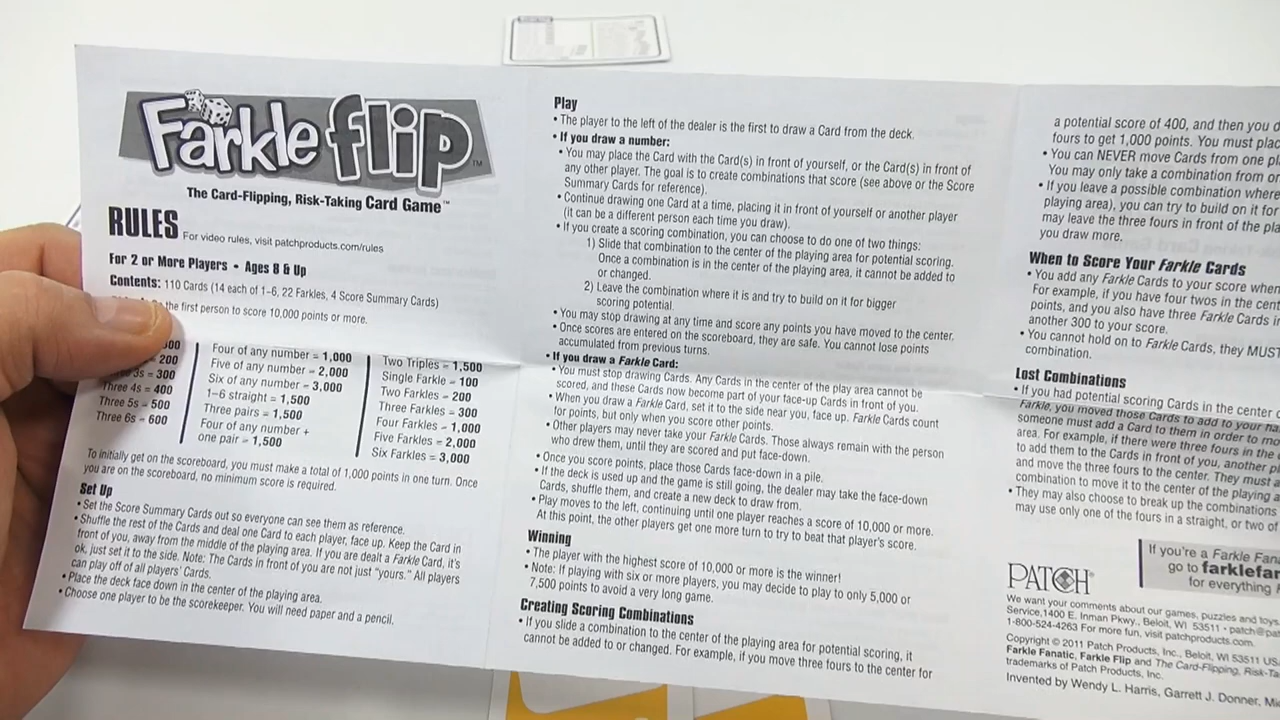 Farkle flip™
The Card-Flipping, Risk-Taking Card Game™
RULES For video rules, visit patchproducts.com/rules
For 2 or More Players • Ages 8 & Up
Contents: 110 Cards (14 each of 1–6, 22 Farkles, 4 Score Summary Cards)
the first person to score 10,000 points or more.
= 200
3s = 300
Three 4s = 400
Three 5s = 500
Three 6s = 600
Four of any number = 1,000
Five of any number = 2,000
Six of any number = 3,000
1–6 straight = 1,500
Three pairs = 1,500
Four of any number +
one pair = 1,500
Two Triples = 1,500
Single Farkle = 100
Two Farkles = 200
Three Farkles = 300
Four Farkles = 1,000
Five Farkles = 2,000
Six Farkles = 3,000
To initially get on the scoreboard, you must make a total of 1,000 points in one turn. Once
you are on the scoreboard, no minimum score is required.
Set Up
• Set the Score Summary Cards out so everyone can see them as reference.
• Shuffle the rest of the Cards and deal one Card to each player, face up. Keep the Card in
front of you, away from the middle of the playing area. If you are dealt a Farkle Card, it's
ok, just set it to the side. Note: The Cards in front of you are not just "yours." All players
can play off of all players' Cards.
• Place the deck face down in the center of the playing area.
• Choose one player to be the scorekeeper. You will need paper and a pencil.
Play
• The player to the left of the dealer is the first to draw a Card from the deck.
• If you draw a number:
• You may place the Card with the Card(s) in front of yourself, or the Card(s) in front of
any other player. The goal is to create combinations that score (see above or the Score
Summary Cards for reference).
• Continue drawing one Card at a time, placing it in front of yourself or another player
(it can be a different person each time you draw).
• If you create a scoring combination, you can choose to do one of two things:
1) Slide that combination to the center of the playing area for potential scoring.
Once a combination is in the center of the playing area, it cannot be added to
or changed.
2) Leave the combination where it is and try to build on it for bigger
scoring potential.
• You may stop drawing at any time and score any points you have moved to the center.
• Once scores are entered on the scoreboard, they are safe. You cannot lose points
accumulated from previous turns.
• If you draw a Farkle Card:
• You must stop drawing Cards. Any Cards in the center of the play area cannot be
scored, and these Cards now become part of your face-up Cards in front of you.
• When you draw a Farkle Card, set it to the side near you, face up. Farkle Cards count
for points, but only when you score other points.
• Other players may never take your Farkle Cards. Those always remain with the person
who drew them, until they are scored and put face-down.
• Once you score points, place those Cards face-down in a pile.
• If the deck is used up and the game is still going, the dealer may take the face-down
Cards, shuffle them, and create a new deck to draw from.
• Play moves to the left, continuing until one player reaches a score of 10,000 or more.
At this point, the other players get one more turn to try to beat that player's score.
Winning
• The player with the highest score of 10,000 or more is the winner!
• Note: If playing with six or more players, you may decide to play to only 5,000 or
7,500 points to avoid a very long game.
Creating Scoring Combinations
• If you slide a combination to the center of the playing area for potential scoring, it
cannot be added to or changed. For example, if you move three fours to the center for
a potential score of 400, and then you d
fours to get 1,000 points. You must plac
• You can NEVER move Cards from one pl
You may only take a combination from
• If you leave a possible combination where
playing area), you can try to build on it for
may leave the three fours in front of the pla
you draw more.
When to Score Your Farkle Cards
• You add any Farkle Cards to your score when
For example, if you have four twos in the cent
points, and you also have three Farkle Cards i
another 300 to your score.
• You cannot hold on to Farkle Cards, they MUST
combination.
Lost Combinations
• If you had potential scoring Cards in the center
Farkle, you moved those Cards to add to your ha
someone must add a Card to them in order to mo
area. For example, if there were three fours in the
to add them to the Cards in front of you, another p
and move the three fours to the center. They must
combination to move it to the center of the playing a
• They may also choose to break up the combinations
may use only one of the fours in a straight, or two of
If you're a Farkle Fan
go to farklefa
for everything
PATCH®
We want your comments about our games, puzzles and toys
Service, 1400 E. Inman Pkwy., Beloit, WI 53511 • patch@pa
1-800-524-4263 For more fun, visit patchproducts.com.
Copyright © 2011 Patch Products, Inc., Beloit, WI 53511 US
Farkle Fanatic, Farkle Flip and The Card-Flipping, Risk-Ta
trademarks of Patch Products, Inc.
Invented by Wendy L. Harris, Garrett J. Donner, Mi